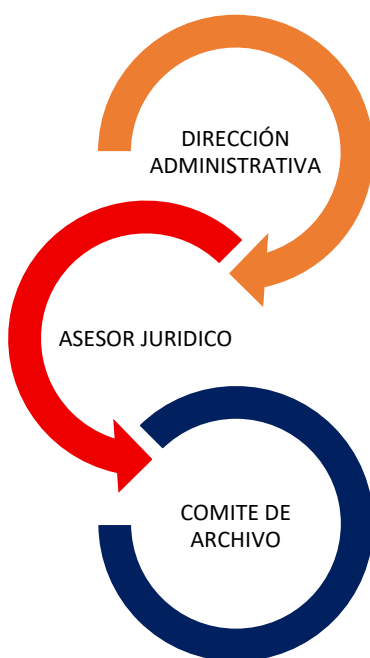 DIRECCIÓN
ADMINISTRATIVA
ASESOR JURIDICO
COMITE DE
ARCHIVO